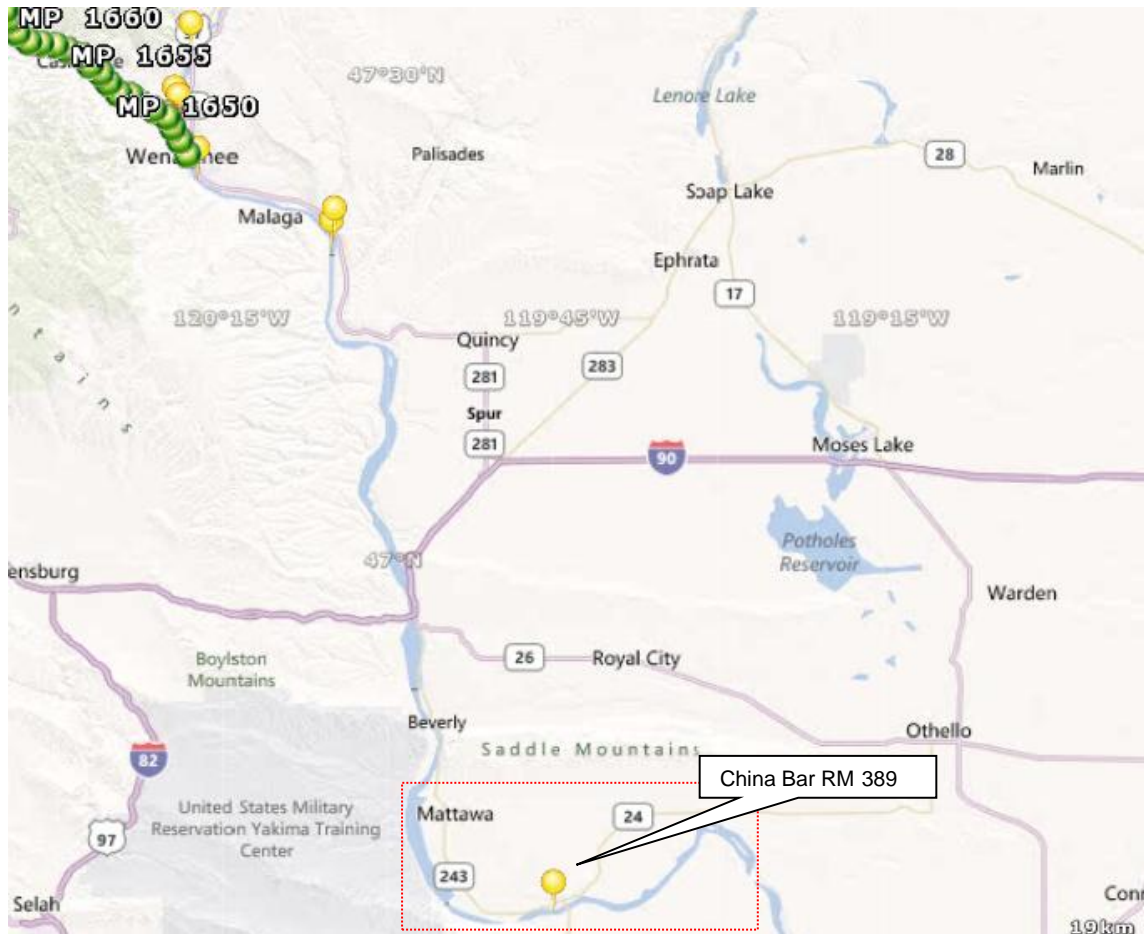 MP 1660
97
MP 1655
47°30'N
MP 1650
Lenore Lake
Palisades
28
Marlin
Soap Lake
Malaga
Ephrata
17
120°15'W
119°45'W
119°15'W
Quincy
283
281
Spur
281
Moses Lake
90
47°N
Potholes
Reservoir
ensburg
Warden
26
Royal City
Boylston
Mountains
Beverly
Othello
Saddle Mountains
82
China Bar RM 389
United States Military
Reservation Yakima Training
Center
Mattawa
24
97
243
Selah
Conn
19km